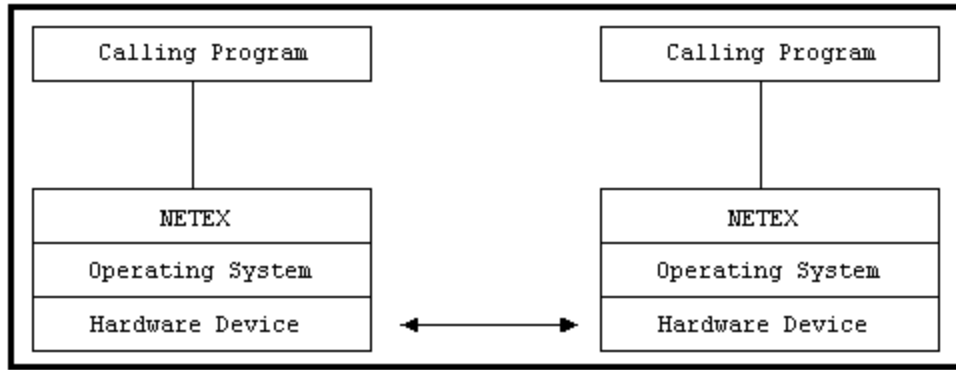 Calling Program
Calling Program
NETEX
NETEX
Operating System
Operating System
Hardware Device
Hardware Device